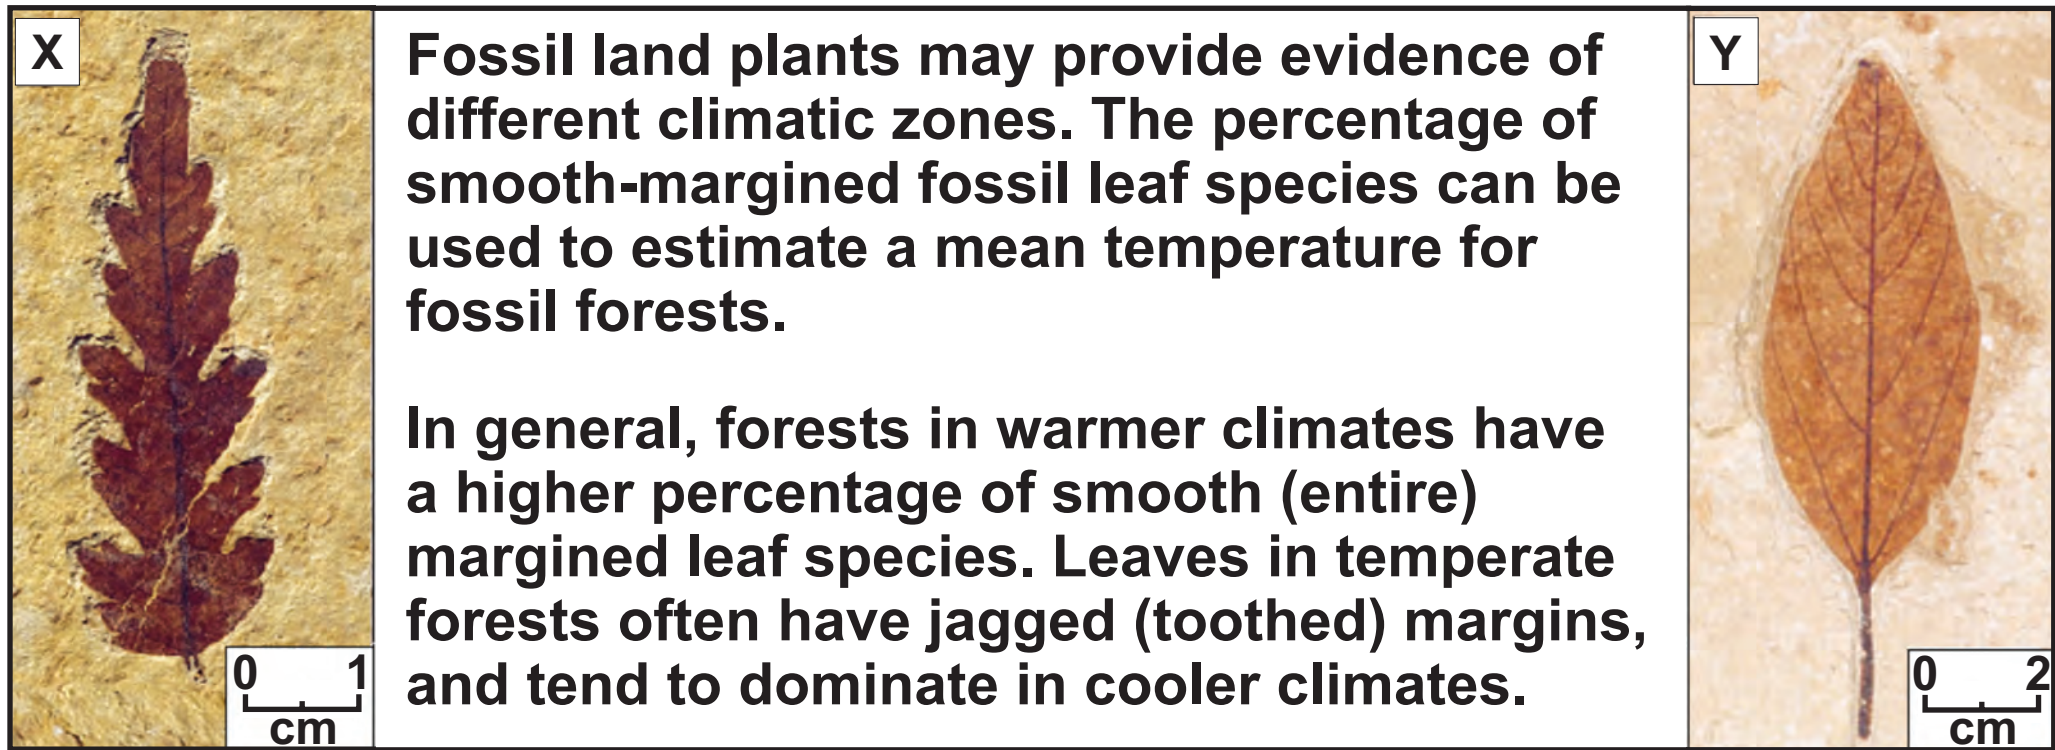 X
Fossil land plants may provide evidence of
different climatic zones. The percentage of
smooth-margined fossil leaf species can be
used to estimate a mean temperature for
fossil forests.
In general, forests in warmer climates have
a higher percentage of smooth (entire)
margined leaf species. Leaves in temperate
forests often have jagged (toothed) margins,
and tend to dominate in cooler climates.
0 1
cm
Y
0 2
cm